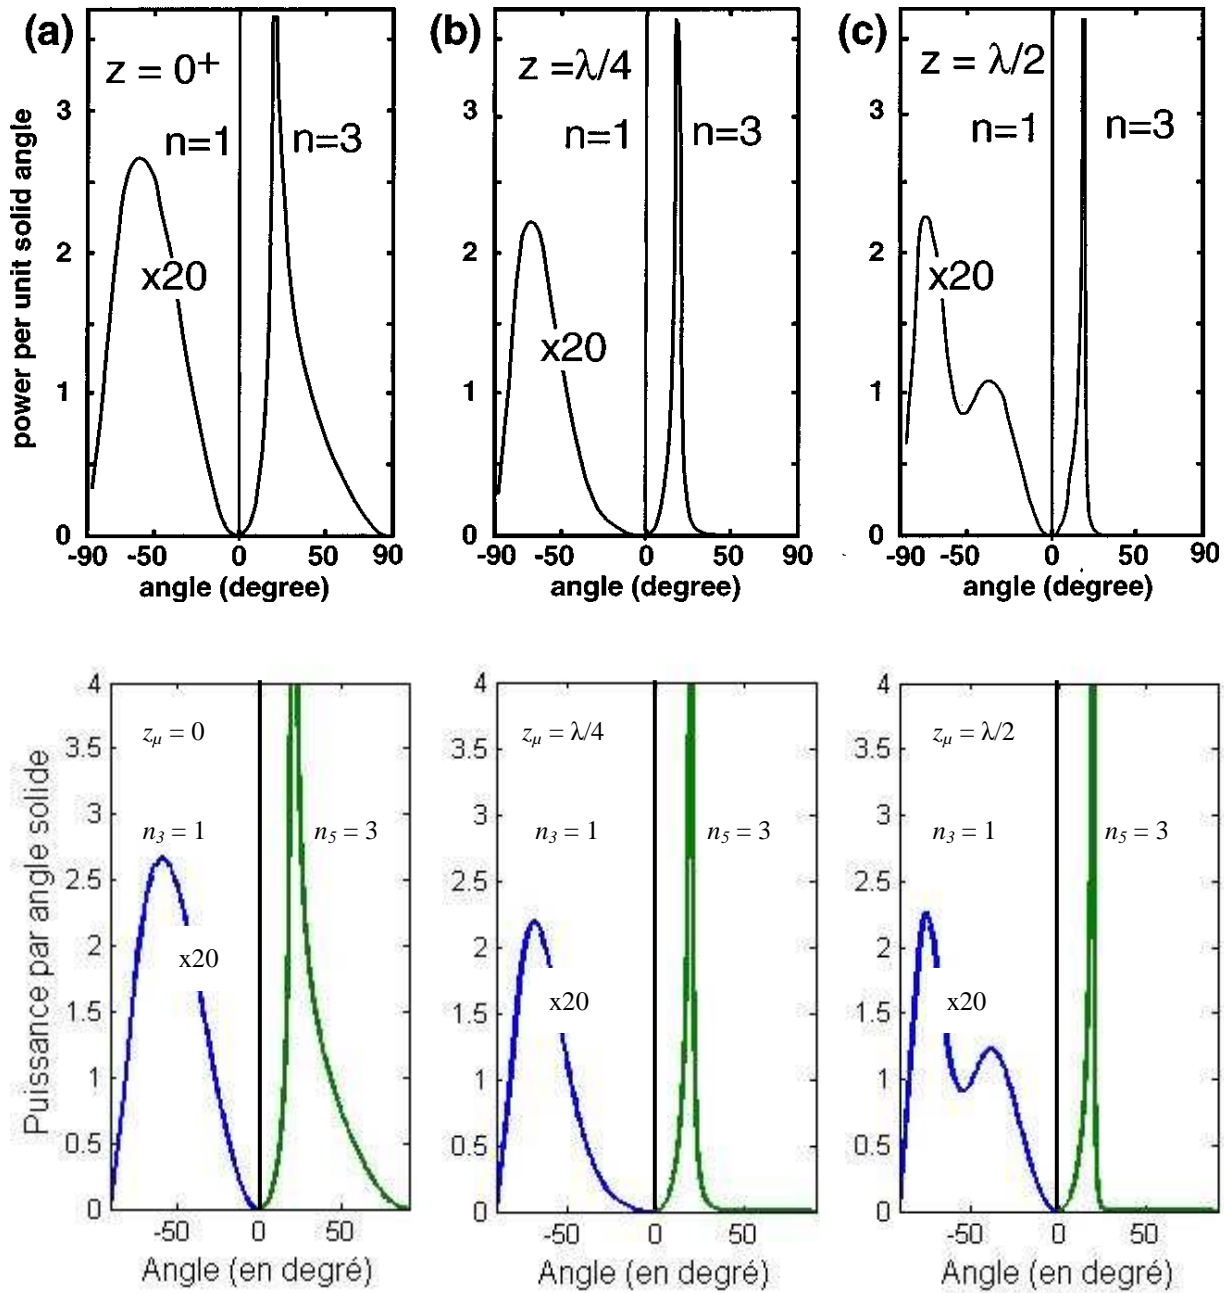 (a)
z = 0+
n=1
n=3
x20
power per unit solid angle
3
2
1
0
-90 -50 0 50 90
angle (degree)
(b)
z =λ/4
n=1
n=3
x20
3
2
1
0
-90 -50 0 50 90
angle (degree)
(c)
z = λ/2
n=1
n=3
x20
3
2
1
0
-90 -50 0 50 90
angle (degree)
4
3.5
3
2.5
2
1.5
1
0.5
0
Puissance par angle solide
zμ = 0
n3 = 1
n5 = 3
x20
-50 0 50
Angle (en degré)
4
3.5
3
2.5
2
1.5
1
0.5
0
zμ = λ/4
n3 = 1
n5 = 3
x20
-50 0 50
Angle (en degré)
4
3.5
3
2.5
2
1.5
1
0.5
0
zμ = λ/2
n3 = 1
n5 = 3
x20
-50 0 50
Angle (en degré)